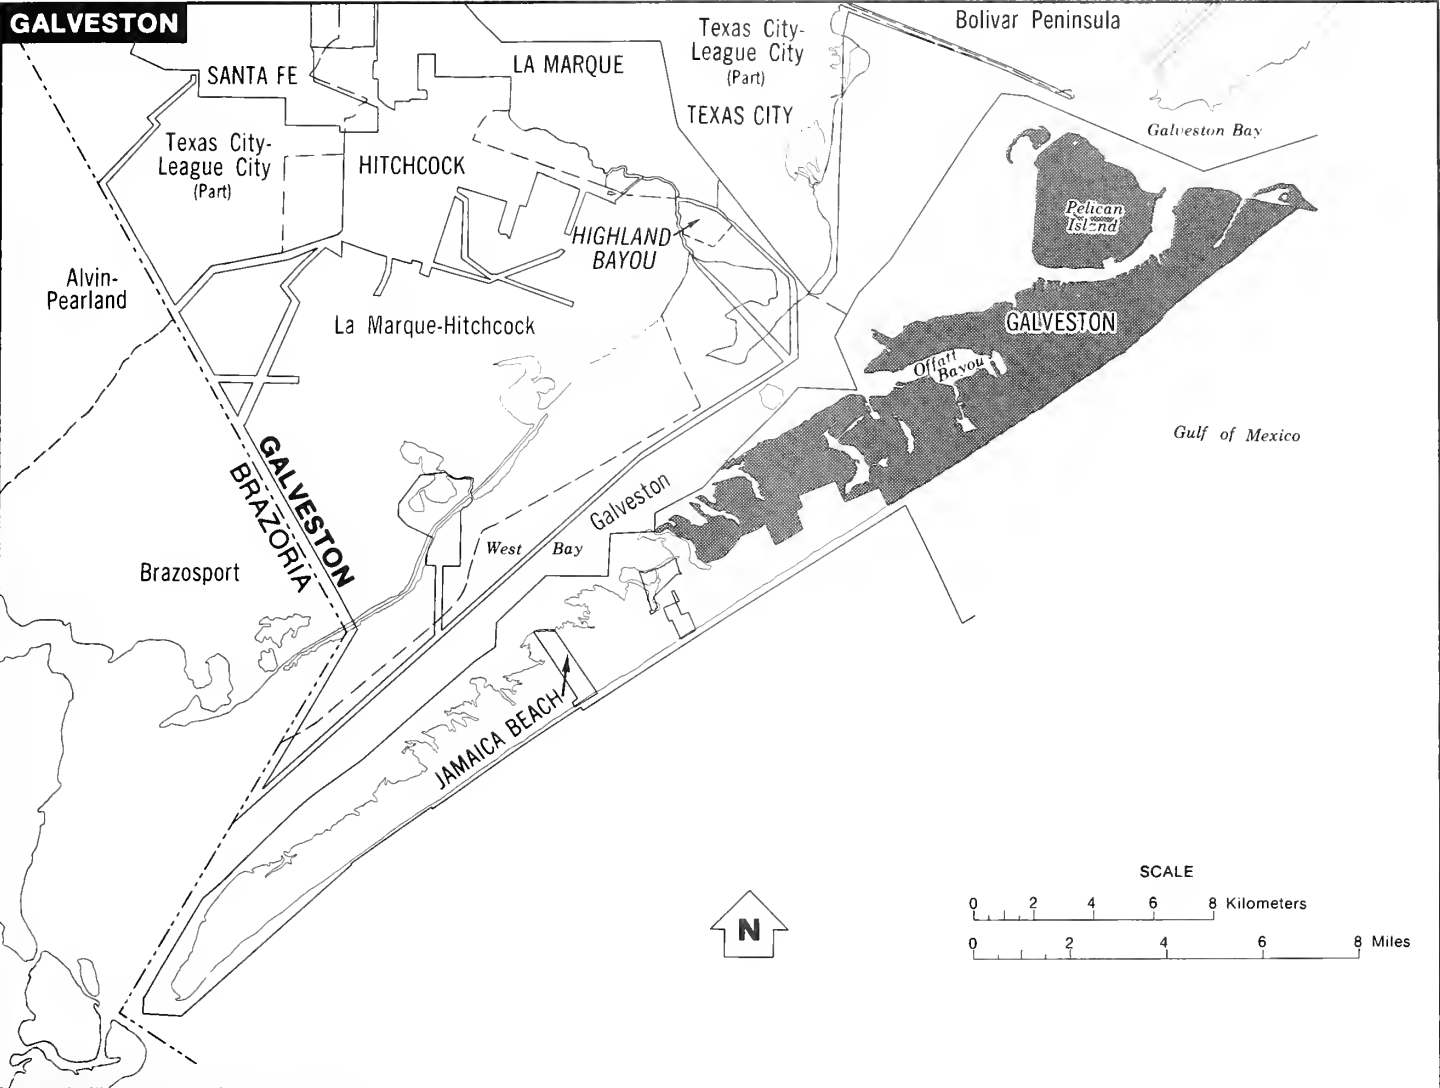 GALVESTON
Bolivar Peninsula
Texas City-
League City
(Part)
LA MARQUE
SANTA FE
TEXAS CITY
Galveston Bay
Texas City-
League City
(Part)
HITCHCOCK
Pelican
Island
HIGHLAND
BAYOU
Alvin-
Pearland
La Marque-Hitchcock
GALVESTON
Offatt
Bayou
Gulf of Mexico
GALVESTON
BRAZORIA
Galveston
West Bay
Brazosport
JAMAICA BEACH
SCALE
0 2 4 6 8 Kilometers
N
0 2 4 6 8 Miles